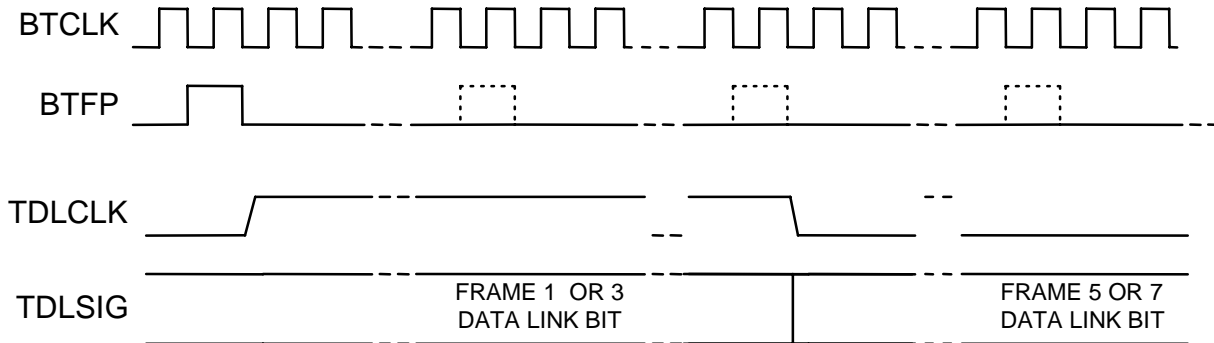 BTCLK
BTFP
TDLCLK
TDLSIG
FRAME 1 OR 3
DATA LINK BIT
FRAME 5 OR 7
DATA LINK BIT